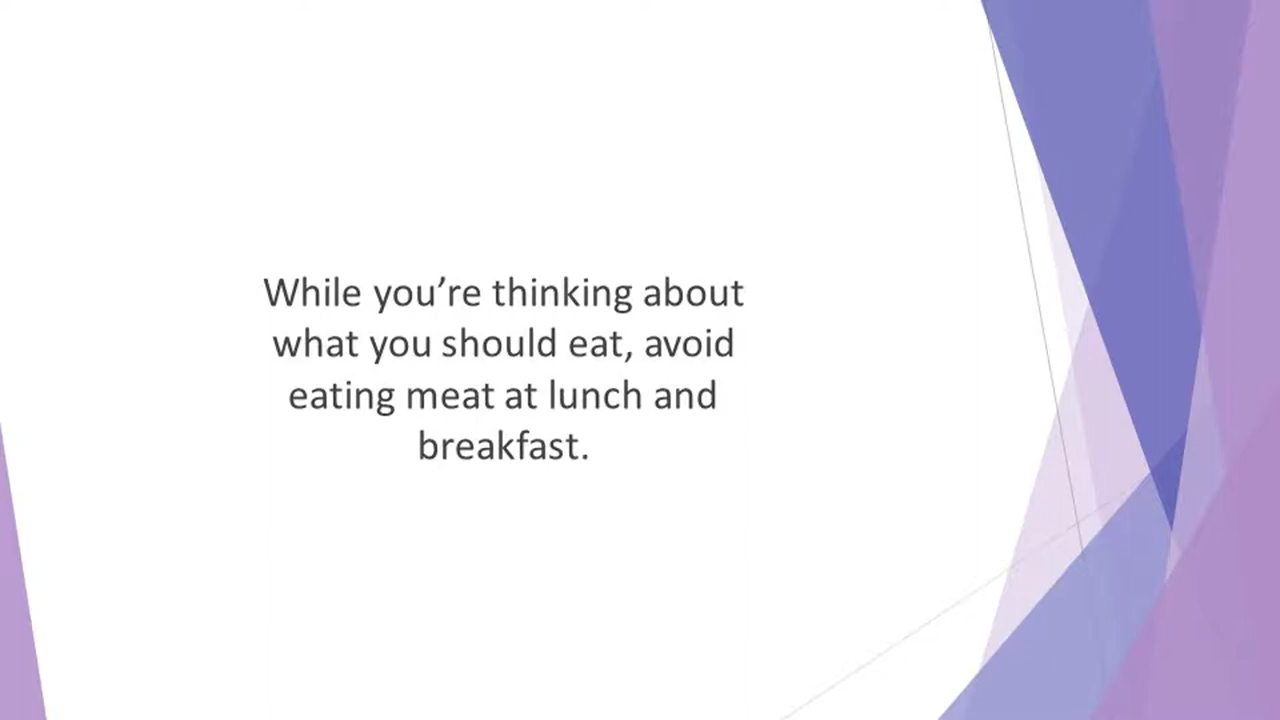 While you’re thinking about
what you should eat, avoid
eating meat at lunch and
breakfast.